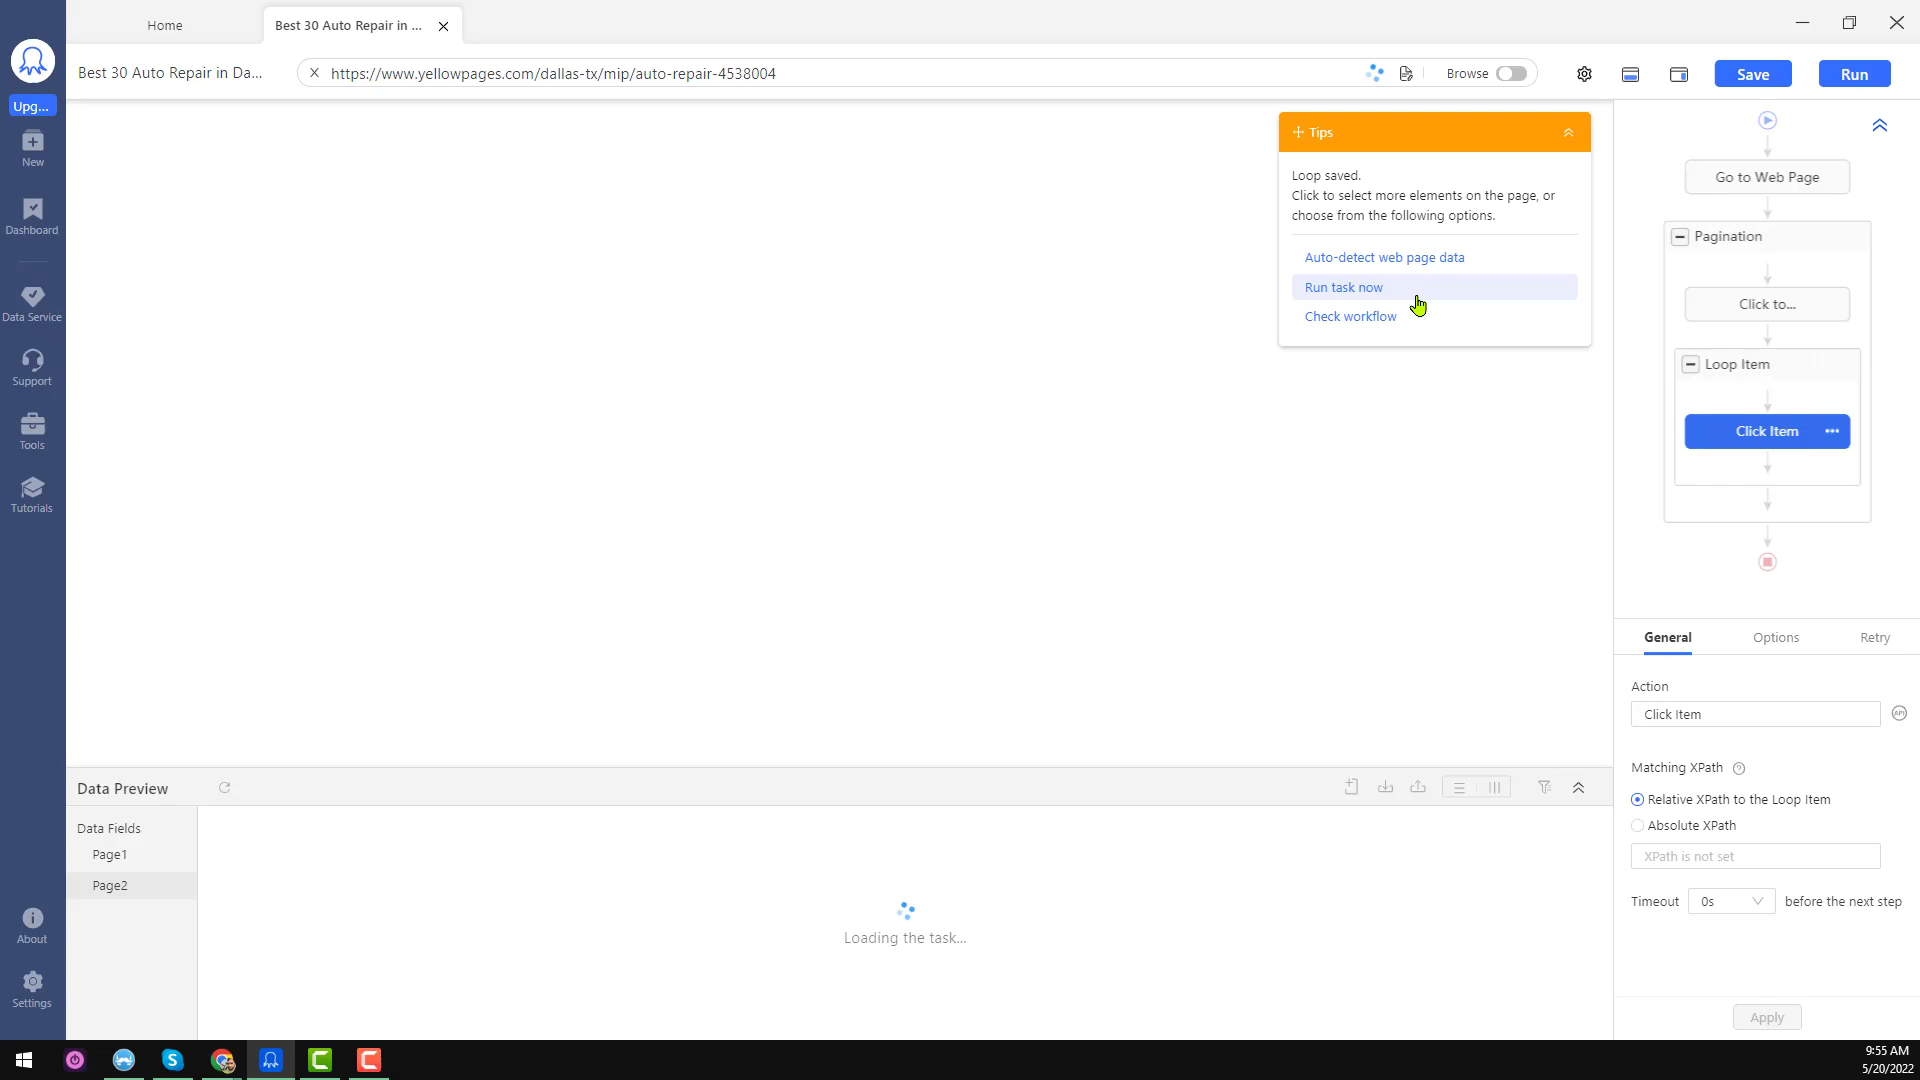 Home
Best 30 Auto Repair in ...
Best 30 Auto Repair in Da...
https://www.yellowpages.com/dallas-tx/mip/auto-repair-4538004
Browse
Save
Run
Upg...
New
Dashboard
Data Service
Support
Tools
Tutorials
About
Settings
Tips
Loop saved.
Click to select more elements on the page, or
choose from the following options.
Auto-detect web page data
Run task now
Check workflow
Go to Web Page
Pagination
Click to...
Loop Item
Click Item
General
Options
Retry
Action
Click Item
API
Matching XPath
Relative XPath to the Loop Item
Absolute XPath
XPath is not set
Timeout
0s
before the next step
Apply
Data Preview
Data Fields
Page1
Page2
Loading the task...
9:55 AM
5/20/2022